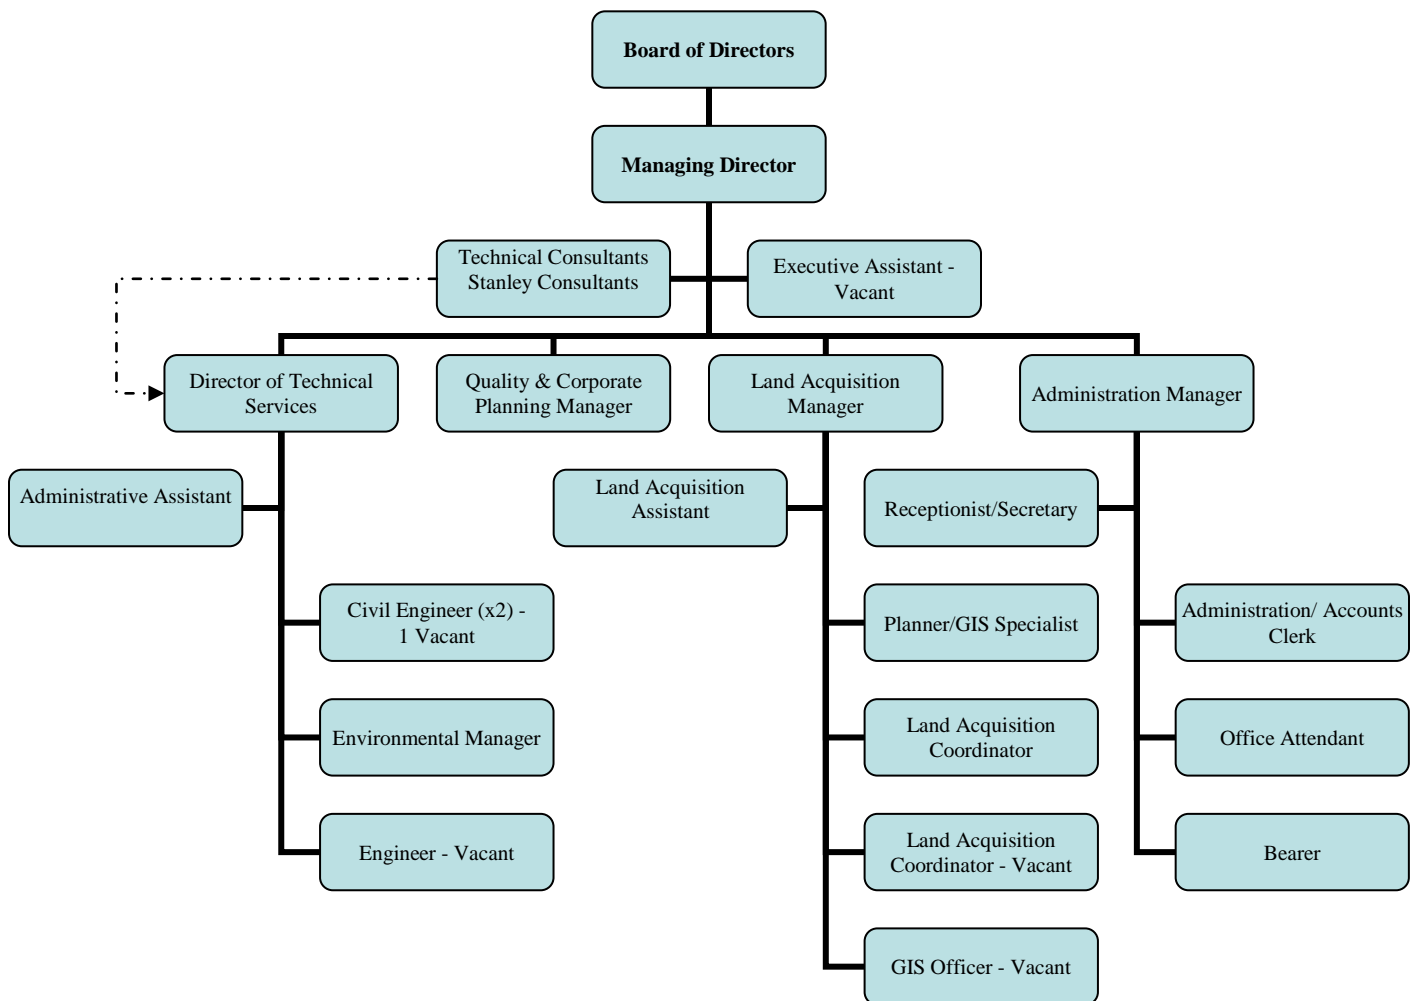 Board of Directors
Managing Director
Technical Consultants
Stanley Consultants
Executive Assistant -
Vacant
Director of Technical
Services
Quality & Corporate
Planning Manager
Land Acquisition
Manager
Administration Manager
Administrative Assistant
Land Acquisition
Assistant
Receptionist/Secretary
Civil Engineer (x2) -
1 Vacant
Planner/GIS Specialist
Administration/ Accounts
Clerk
Environmental Manager
Land Acquisition
Coordinator
Office Attendant
Engineer - Vacant
Land Acquisition
Coordinator - Vacant
Bearer
GIS Officer - Vacant